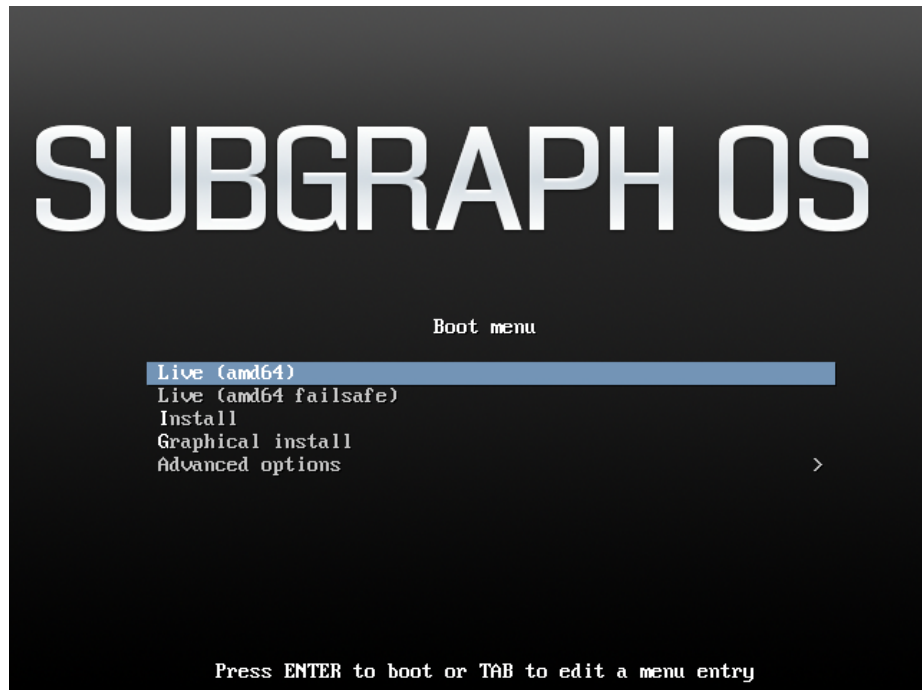 SUBGRAPH OS
Boot menu
Live (amd64)
Live (amd64 failsafe)
Install
Graphical install
Advanced options >
Press ENTER to boot or TAB to edit a menu entry